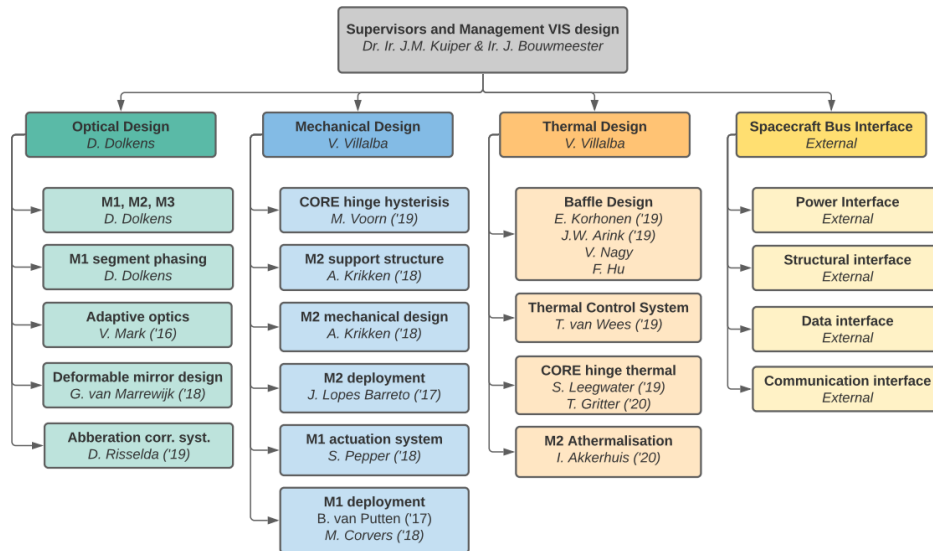 Supervisors and Management VIS design
Dr. Ir. J.M. Kuiper & Ir. J. Bouwmeester
Optical Design
D. Dolkens
M1, M2, M3
D. Dolkens
M1 segment phasing
D. Dolkens
Adaptive optics
V. Mark ('16)
Deformable mirror design
G. van Marrewijk ('18)
Abberation corr. syst.
D. Risselda ('19)
Mechanical Design
V. Villalba
CORE hinge hysterisis
M. Voorn ('19)
M2 support structure
A. Krikken ('18)
M2 mechanical design
A. Krikken ('18)
M2 deployment
J. Lopes Barreto ('17)
M1 actuation system
S. Pepper ('18)
M1 deployment
B. van Putten ('17)
M. Corvers ('18)
Thermal Design
V. Villalba
Baffle Design
E. Korhonen ('19)
J.W. Arink ('19)
V. Nagy
F. Hu
Thermal Control System
T. van Wees ('19)
CORE hinge thermal
S. Leegwater ('19)
T. Gritter ('20)
M2 Athermalisation
I. Akkerhuis ('20)
Spacecraft Bus Interface
External
Power Interface
External
Structural interface
External
Data interface
External
Communication interface
External